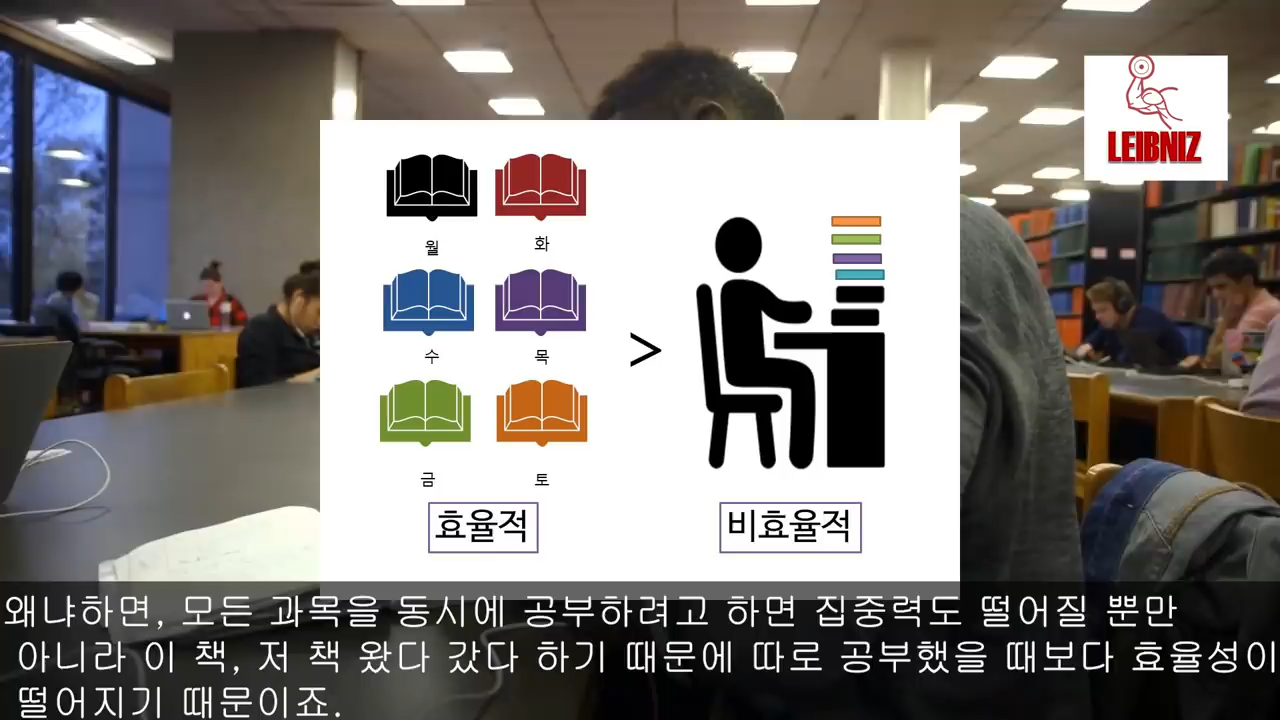 LEIBNIZ
월 화
수 목
>
금 토
효율적 비효율적
왜냐하면, 모든 과목을 동시에 공부하려고 하면 집중력도 떨어질 뿐만
아니라 이 책, 저 책 왔다 갔다 하기 때문에 따로 공부했을 때보다 효율성이
떨어지기 때문이죠.